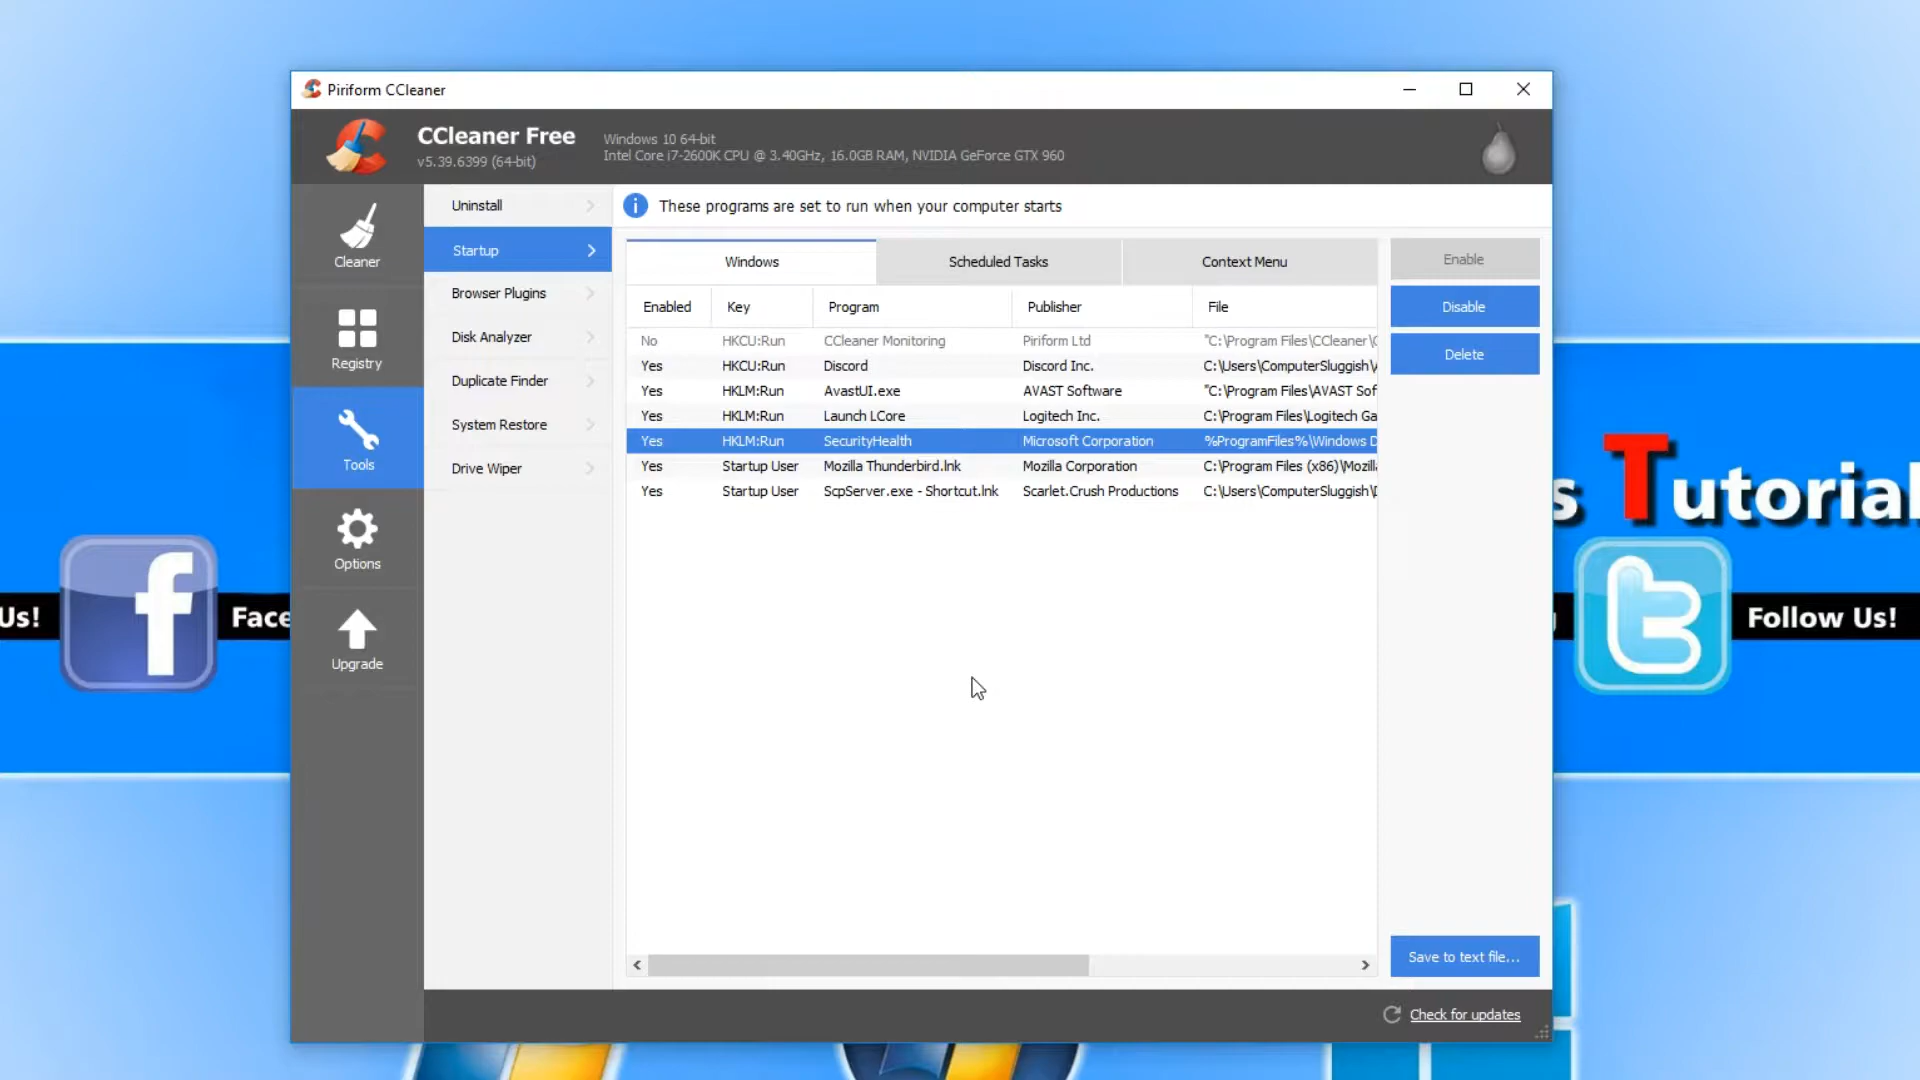 Piriform CCleaner
CCleaner Free
v5.39.6399 (64-bit)
Windows 10 64-bit
Intel Core i7-2600K CPU @ 3.40GHz, 16.0GB RAM, NVIDIA GeForce GTX 960
Cleaner
Registry
Tools
Options
Upgrade
Uninstall
Startup
Browser Plugins
Disk Analyzer
Duplicate Finder
System Restore
Drive Wiper
These programs are set to run when your computer starts
Windows Scheduled Tasks Context Menu
Enabled Key Program Publisher File
No HKCU:Run CCleaner Monitoring Piriform Ltd "C:\Program Files\CCleaner\C
Yes HKCU:Run Discord Discord Inc. C:\Users\ComputerSluggish\
Yes HKLM:Run AvastUI.exe AVAST Software "C:\Program Files\AVAST Sof
Yes HKLM:Run Launch LCore Logitech Inc. C:\Program Files\Logitech Ga
Yes HKLM:Run SecurityHealth Microsoft Corporation %ProgramFiles%\Windows D
Yes Startup User Mozilla Thunderbird.lnk Mozilla Corporation C:\Program Files (x86)\Mozill
Yes Startup User ScpServer.exe - Shortcut.lnk Scarlet.Crush Productions C:\Users\ComputerSluggish\
Enable
Disable
Delete
Save to text file...
Check for updates
Us!
Face
s Tutorial
Follow Us!